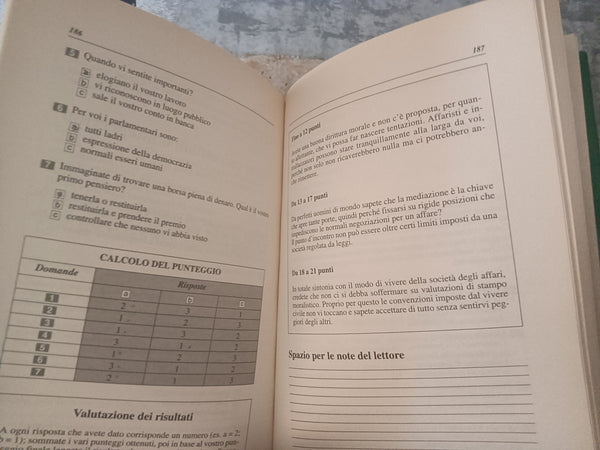 186
5 Quando vi sentite importanti?
a elogiano il vostro lavoro
b vi riconoscono in luogo pubblico
c sale il vostro conto in banca
6 Per voi i parlamentari sono:
a tutti ladri
b espressione della democrazia
c normali esseri umani
7 Immaginate di trovare una borsa piena di denaro. Qual è il vostro
primo pensiero?
a tenerla o restituirla
b restituirla e prendere il premio
c controllare che nessuno vi abbia visto
CALCOLO DEL PUNTEGGIO
Domande Risposte
a b c
1 2 3 1
2 1 3 2
3 1 2 3
4 3 1 2
5 1 2 3
6 3 1 2
7 2 3 1
Valutazione dei risultati
A ogni risposta che avete dato corrisponde un numero (es. a = 2;
b = 1); sommate i vari punteggi ottenuti, poi in base al vostro pun-
187
Fino a 12 punti
una buona dirittura morale e non c'è proposta, per quan-
to allettante, che vi possa far nascere tentazioni. Affaristi e in-
trallazzatori possono stare tranquillamente alla larga da voi,
perché non solo non ricaverebbero nulla ma ci potrebbero an-
che rimettere.
Da 13 a 17 punti
Da perfetti uomini di mondo sapete che la mediazione è la chiave
che apre tante porte, quindi perché fissarsi su rigide posizioni che
impediscono le normali negoziazioni per un affare?
Il punto d'incontro non può essere oltre certi limiti imposti da una
società regolata da leggi.
Da 18 a 21 punti
In totale sintonia con il modo di vivere della società degli affari,
credete che non ci si debba soffermare su valutazioni di stampo
moralistico. Proprio per questo le convenzioni imposte dal vivere
civile non vi toccano e sapete accettare di tutto senza sentirvi peg-
giori degli altri.
Spazio per le note del lettore